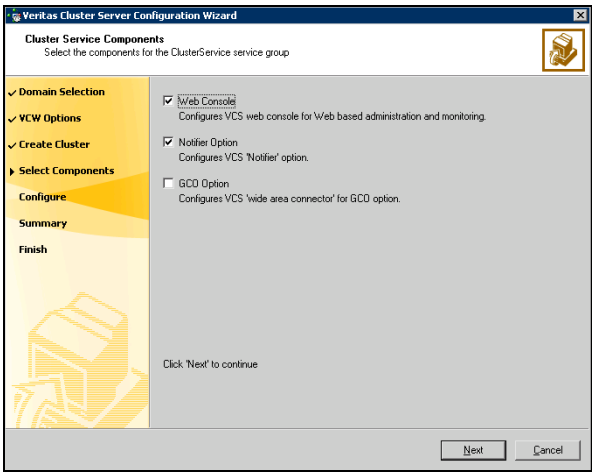 Veritas Cluster Server Configuration Wizard
Cluster Service Components
Select the components for the ClusterService service group
Domain Selection
VCW Options
Create Cluster
Select Components
Configure
Summary
Finish
Web Console
Configures VCS web console for Web based administration and monitoring.
Notifier Option
Configures VCS 'Notifier' option.
GCO Option
Configures VCS 'wide area connector' for GCO option.
Click 'Next' to continue
Next
Cancel